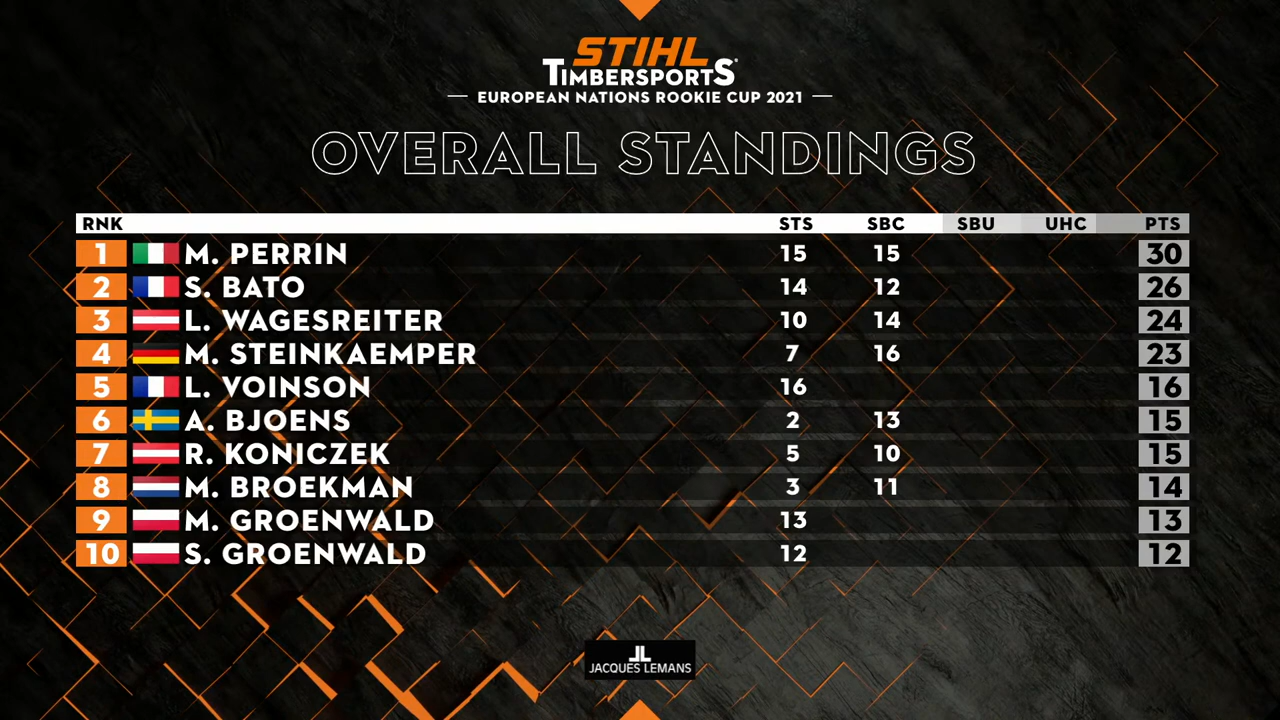 STIHL
TIMBERSPORTS
EUROPEAN NATIONS ROOKIE CUP 2021
OVERALL STANDINGS
RNK STS SBC SBU UHC PTS
1 M. PERRIN 15 15 30
2 S. BATO 14 12 26
3 L. WAGESREITER 10 14 24
4 M. STEINKAEMPER 7 16 23
5 L. VOINSON 16 16
6 A. BJOENS 2 13 15
7 R. KONICZEK 5 10 15
8 M. BROEKMAN 3 11 14
9 M. GROENWALD 13 13
10 S. GROENWALD 12 12
JL
JACQUES LEMANS